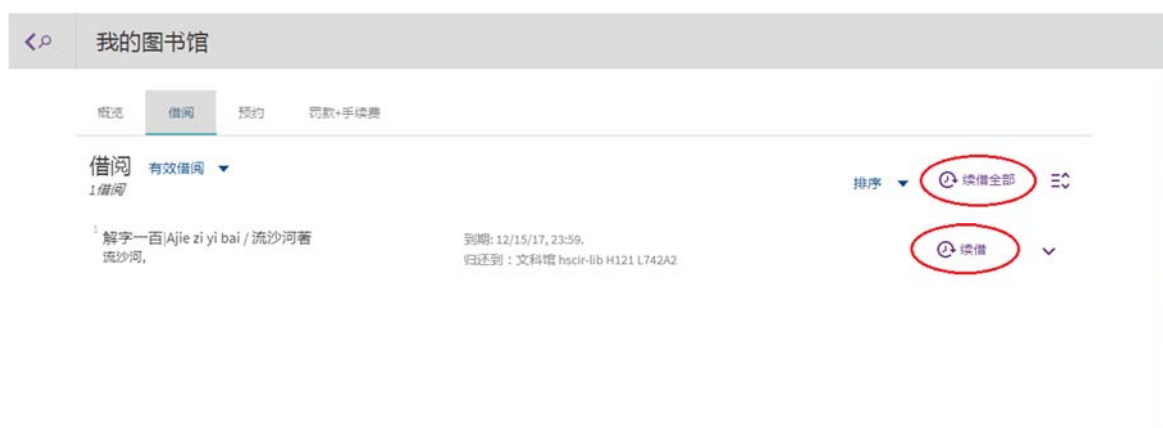 我的图书馆
概览 借阅 预约 罚款+手续费
借阅 有效借阅
1借阅
排序 续借全部
1 解字一百|Ajie zi yi bai / 流沙河著
流沙河,
到期: 12/15/17, 23:59.
归还到：文科馆 hscir-lib H121 L742A2
续借